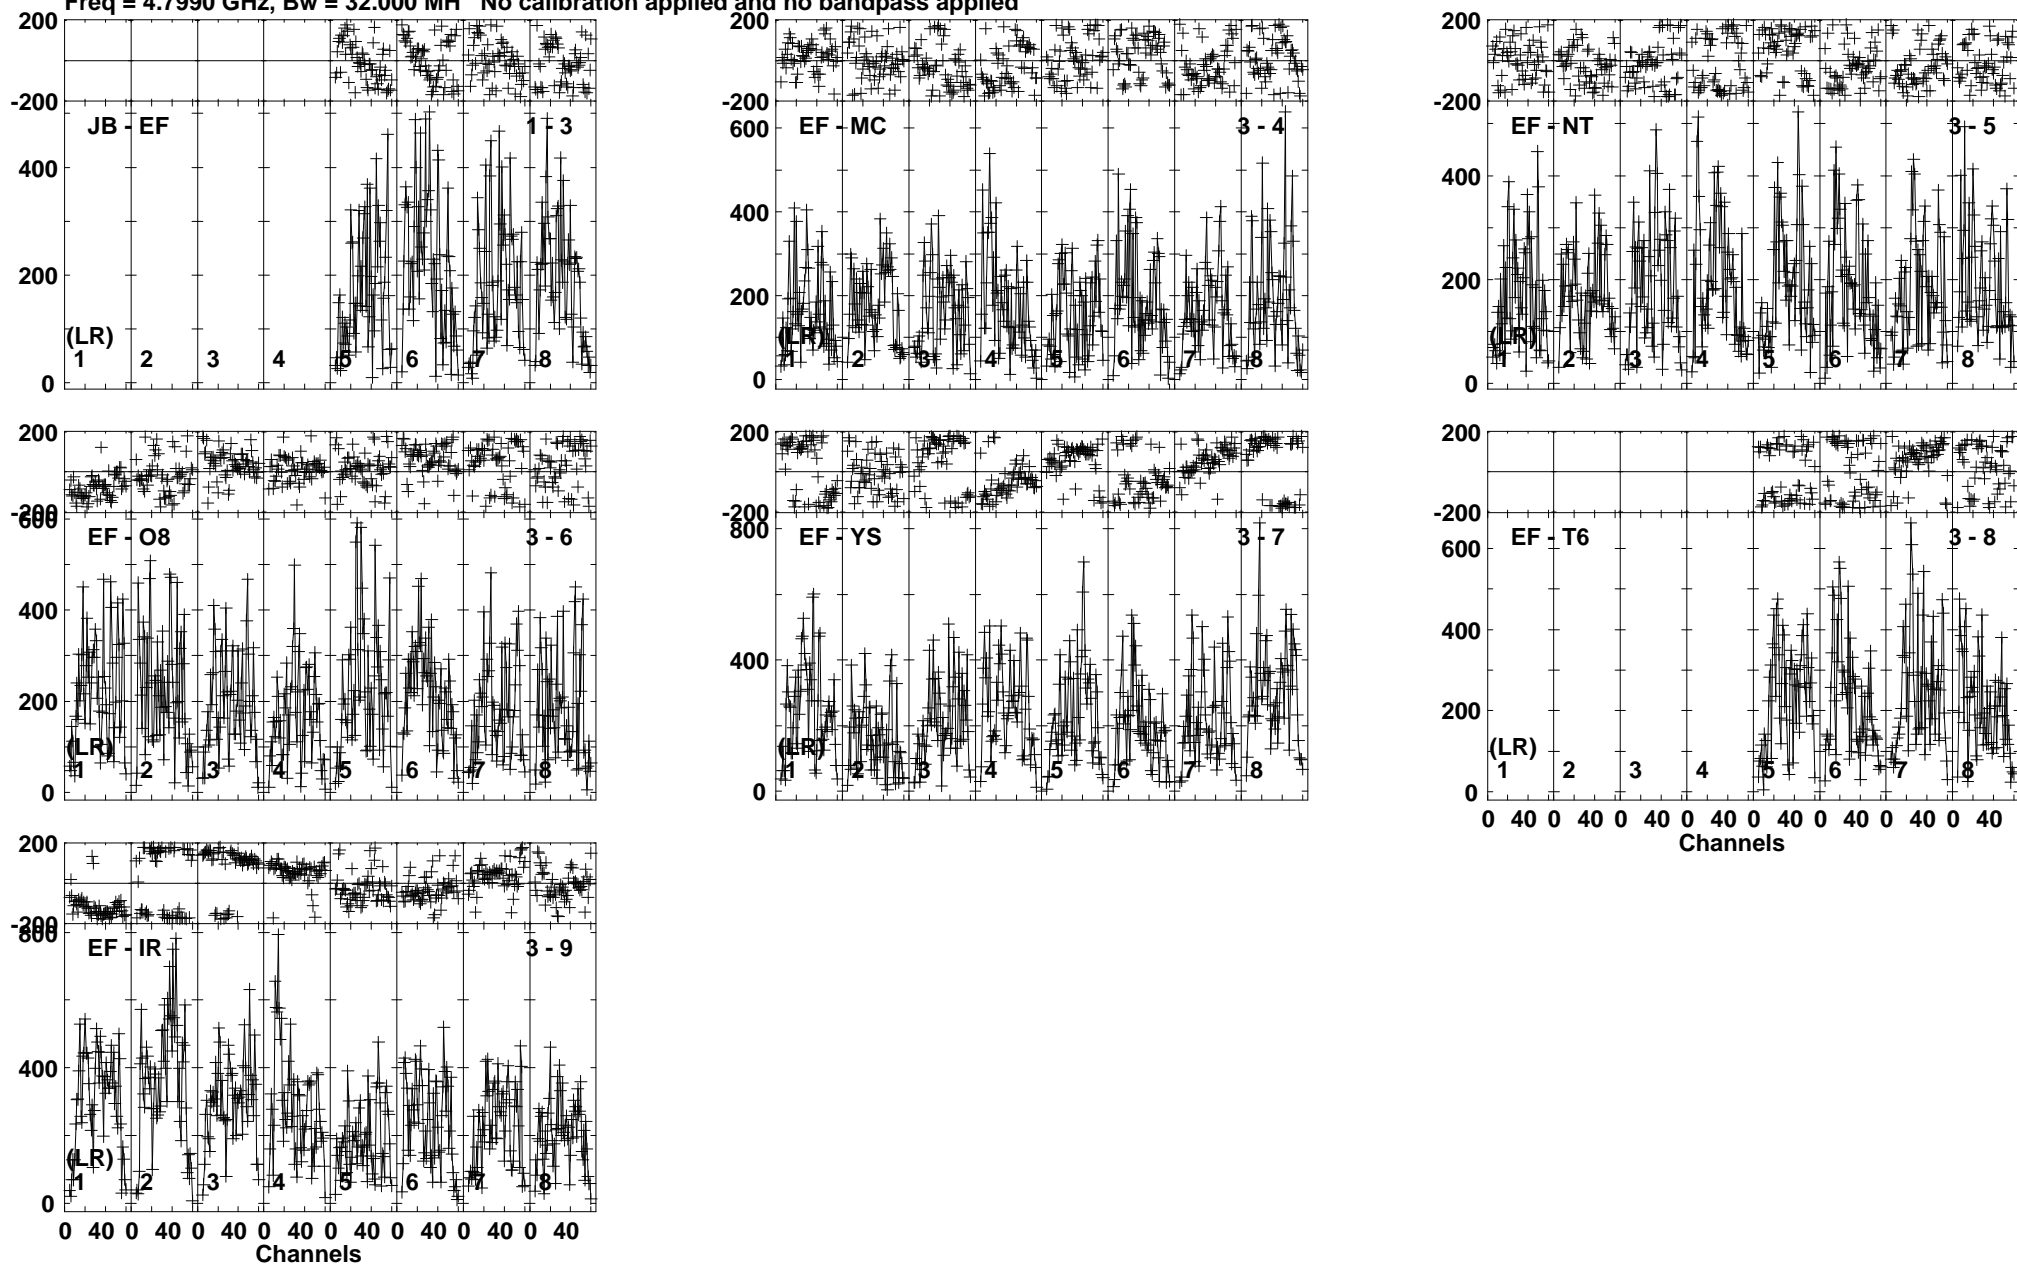 Freq = 4.7990 GHz, Bw = 32.000 MH No calibration applied and no bandpass applied
200
-200
JB - EF
1 - 3
400
200
0
(LR)
1 2 3 4 5 6 7 8
200
-200
EF - MC
3 - 4
600
400
200
0
(LR)
1 2 3 4 5 6 7 8
200
-200
EF - NT
3 - 5
400
200
0
(LR)
1 2 3 4 5 6 7 8
200
-200
600
EF - O8
3 - 6
400
200
0
(LR)
1 2 3 4 5 6 7 8
200
-200
800
EF - YS
3 - 7
400
0
(LR)
1 2 3 4 5 6 7 8
200
-200
EF - T6
3 - 8
600
400
200
0
(LR)
1 2 3 4 5 6 7 8
0 40 0 40 0 40 0 40 0 40 0 40 0 40 0 40
Channels
200
-200
800
EF - IR
3 - 9
400
0
(LR)
1 2 3 4 5 6 7 8
0 40 0 40 0 40 0 40 0 40 0 40 0 40 0 40
Channels